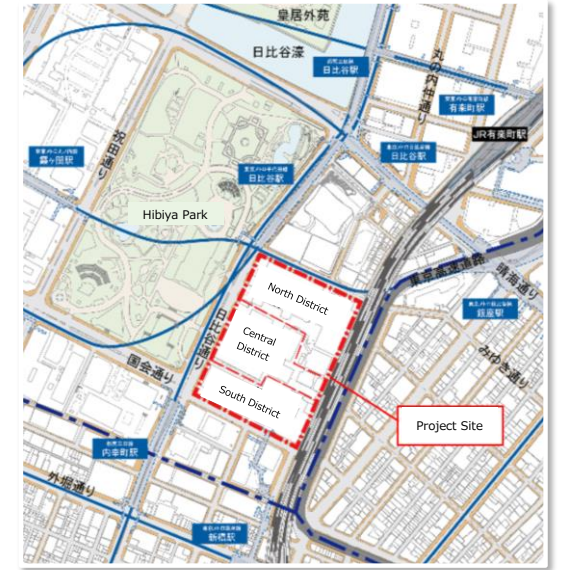 皇居外苑
日比谷濠
日比谷駅
丸の内仲通り
有楽町駅
JR有楽町駅
祝田通り
霞ヶ関駅
日比谷駅
日比谷駅
Hibiya Park
東京高速道路
晴海通り
North District
銀座駅
日比谷通り
Central
District
みゆき通り
国会通り
South District
Project Site
内幸町駅
外堀通り
新橋駅